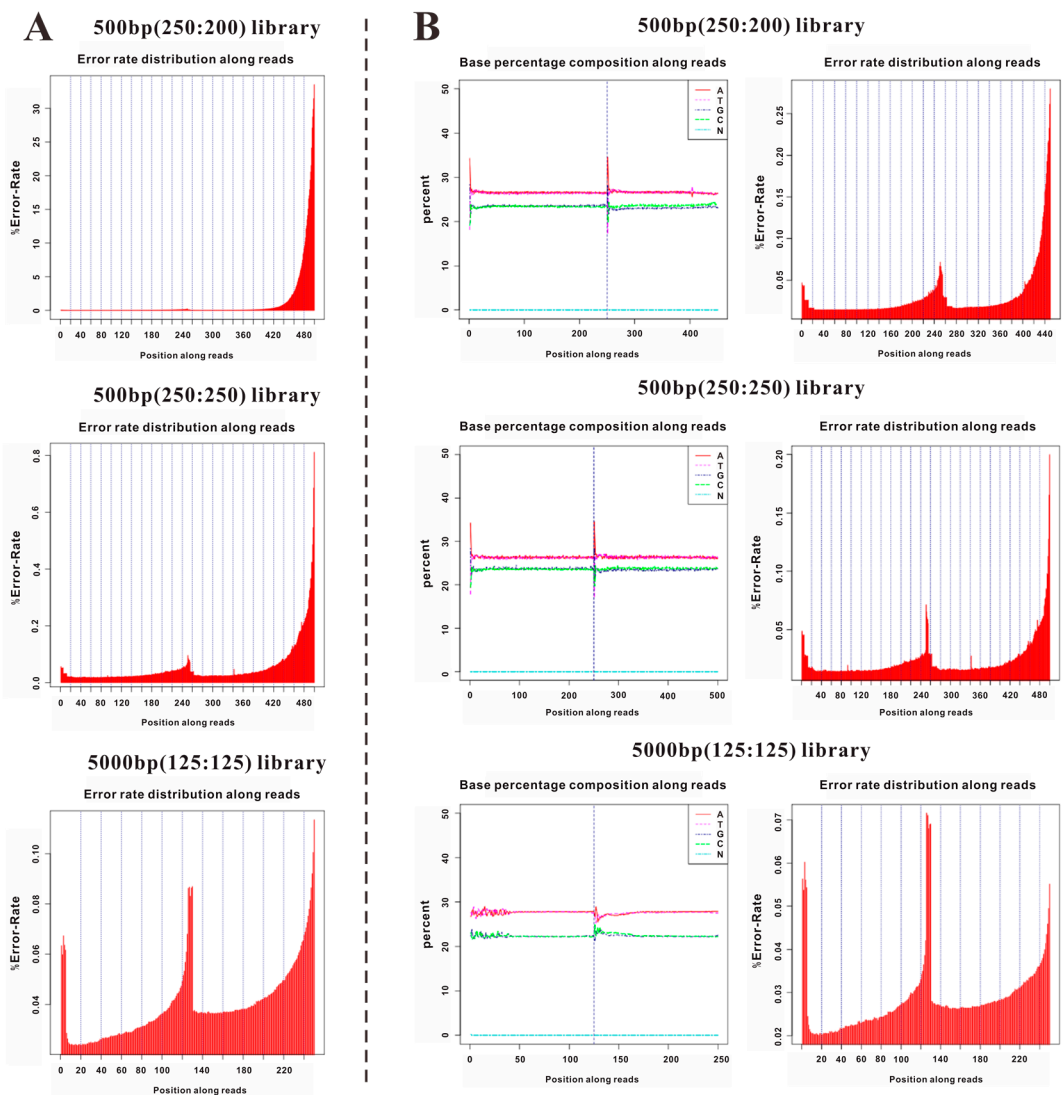 A
500bp(250:200) library
Error rate distribution along reads
%Error-Rate
30
25
20
15
10
5
0
0 40 80 120 180 240 300 360 420 480
Position along reads
500bp(250:250) library
Error rate distribution along reads
%Error-Rate
0.8
0.6
0.4
0.2
0.0
0 40 80 120 180 240 300 360 420 480
Position along reads
5000bp(125:125) library
Error rate distribution along reads
%Error-Rate
0.10
0.08
0.06
0.04
0 20 40 60 80 100 140 180 220
Position along reads
B
500bp(250:200) library
Base percentage composition along reads
percent
50
40
30
20
10
0
0 100 200 300 400
Position along reads
A
T
G
C
N
Error rate distribution along reads
%Error-Rate
0.25
0.20
0.15
0.10
0.05
0 40 80 120 160 200 240 280 320 360 400 440
Position along reads
500bp(250:250) library
Base percentage composition along reads
percent
50
40
30
20
10
0
0 100 200 300 400 500
Position along reads
A
T
G
C
N
Error rate distribution along reads
%Error-Rate
0.20
0.15
0.10
0.05
40 80 120 180 240 300 360 420 480
Position along reads
5000bp(125:125) library
Base percentage composition along reads
percent
50
40
30
20
10
0
0 50 100 150 200 250
Position along reads
A
T
G
C
N
Error rate distribution along reads
%Error-Rate
0.07
0.06
0.05
0.04
0.03
0.02
20 40 60 80 100 140 180 220
Position along reads